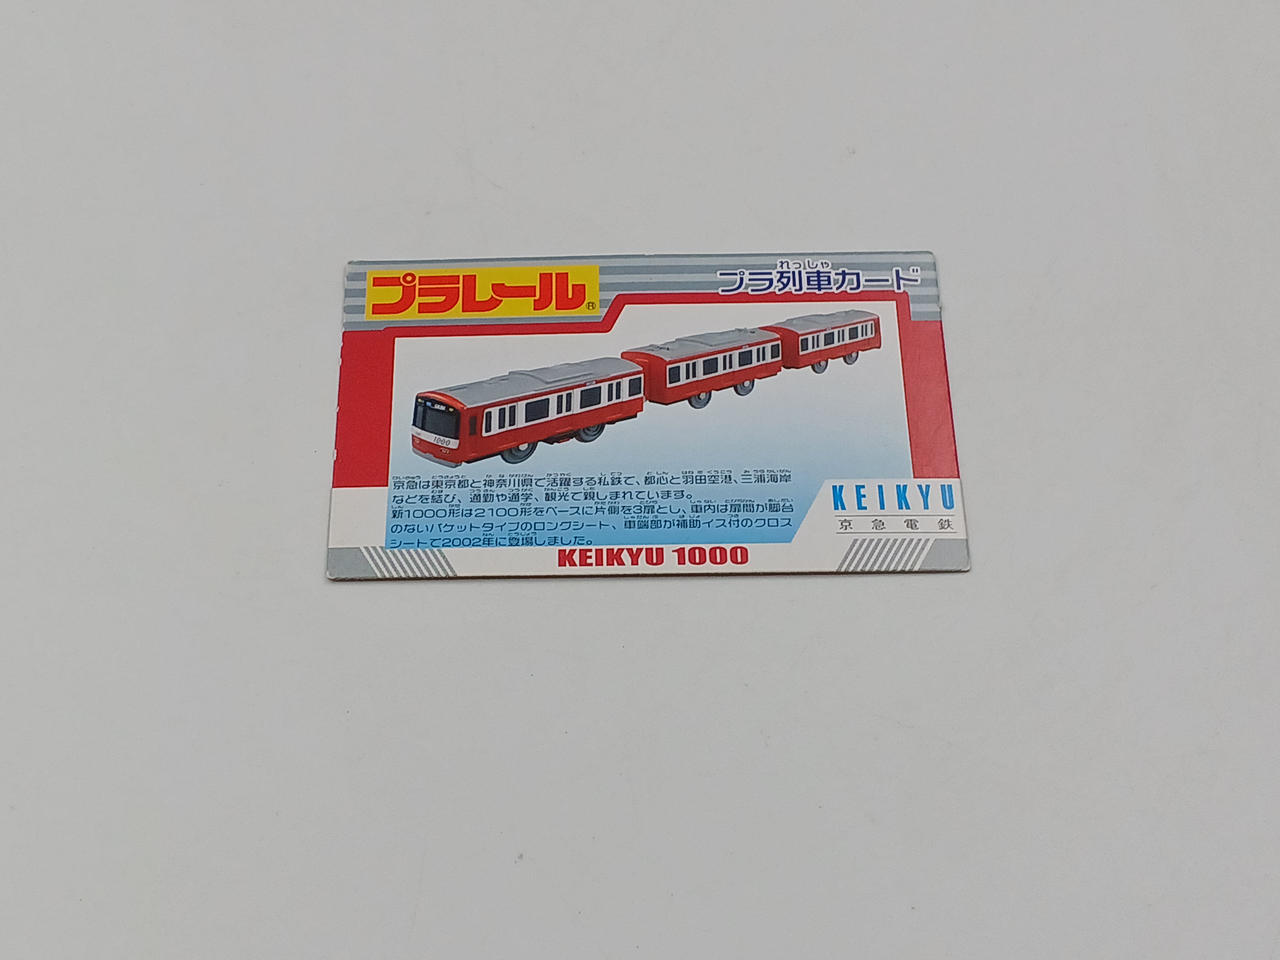 プラレール®
プラ列車カード
れっしゃ
1000
京急は東京都と神奈川県で活躍する私鉄で、都心と羽田空港、三浦海岸
などを結び、通勤や通学、観光で親しまれています。
新1000形は2100形をベースに片側を3扉とし、車内は扉間が脚台
のないバケットタイプのロングシート、車端部が補助イス付のクロス
シートで2002年に登場しました。
KEIKYU
京急電鉄
KEIKYU 1000